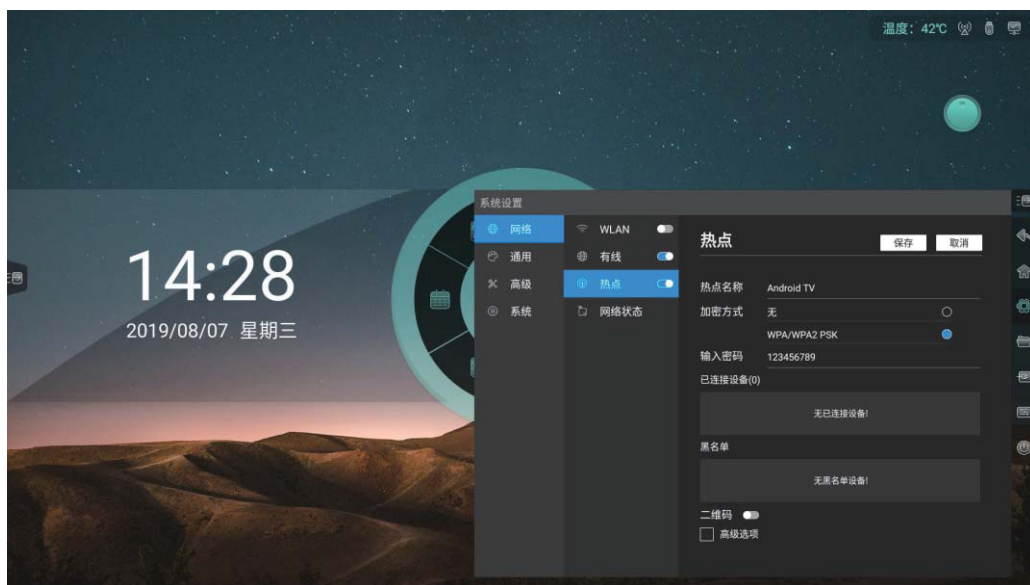 温度：42℃
14:28
2019/08/07 星期三
系统设置
网络
通用
高级
系统
WLAN
有线
热点
网络状态
热点
保存 取消
热点名称 Android TV
加密方式 无
WPA/WPA2 PSK
输入密码 123456789
已连接设备(0)
无已连接设备!
黑名单
无黑名单设备!
二维码
高级选项